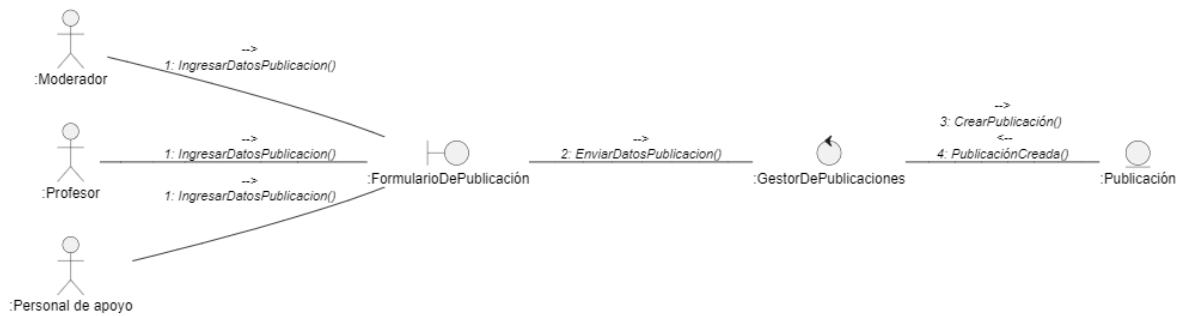 -->
1: IngresarDatosPublicacion()
:Moderador
-->
1: IngresarDatosPublicacion()
:Profesor
-->
1: IngresarDatosPublicacion()
:Personal de apoyo
:FormularioDePublicación
-->
2: EnviarDatosPublicacion()
:GestorDePublicaciones
-->
3: CrearPublicación()
<--
4: PublicaciónCreada()
:Publicación